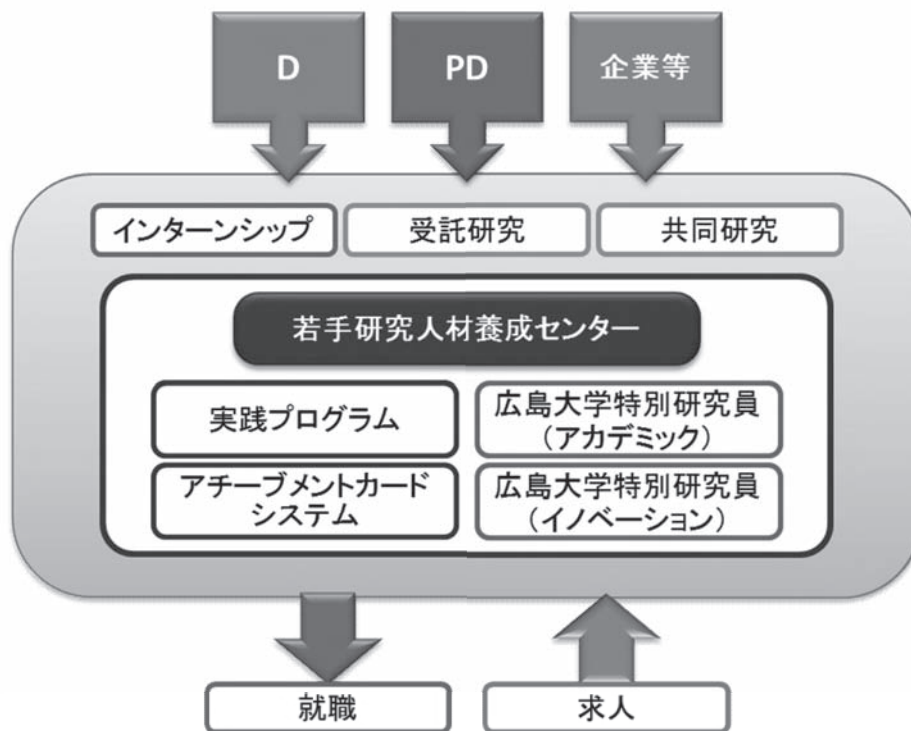 D
PD
企業等
インターンシップ
受託研究
共同研究
若手研究人材養成センター
実践プログラム
広島大学特別研究員
(アカデミック)
アチーブメントカード
システム
広島大学特別研究員
(イノベーション)
就職
求人